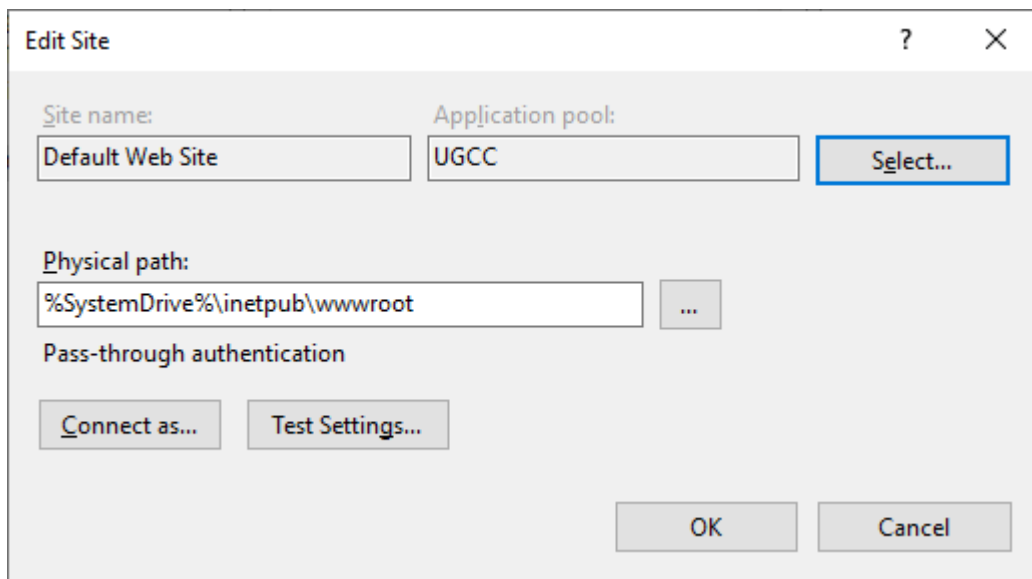 Edit Site
?
Site name:
Application pool:
Default Web Site
UGCC
Select...
Physical path:
%SystemDrive%\inetpub\wwwroot
...
Pass-through authentication
Connect as...
Test Settings...
OK
Cancel